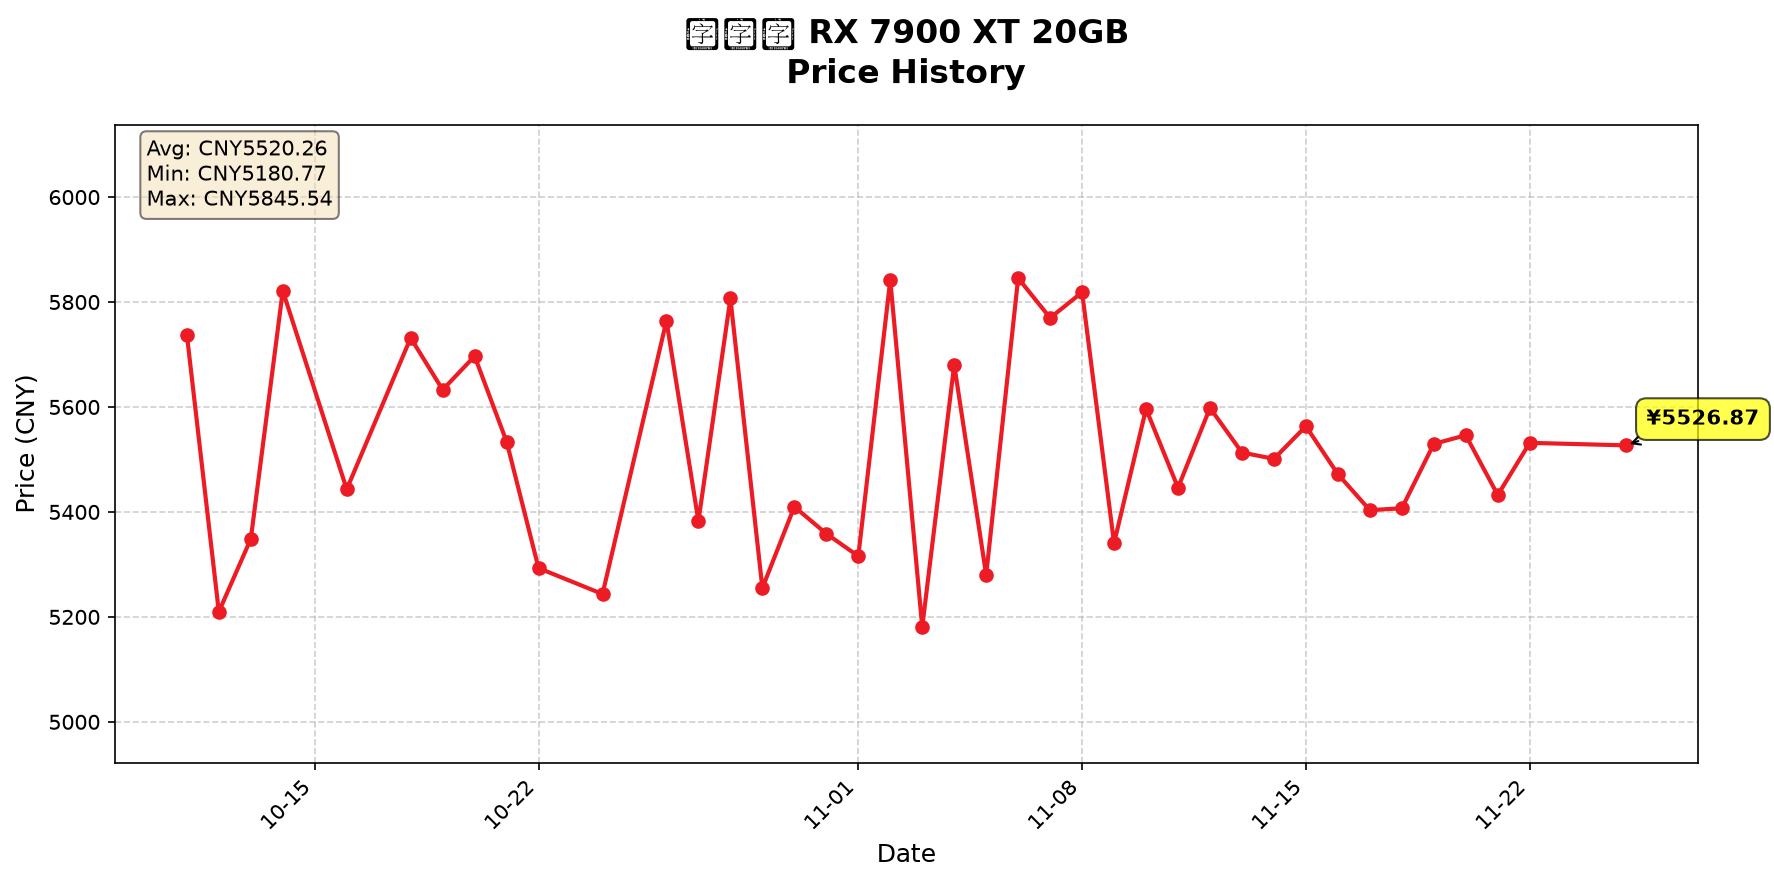 RX 7900 XT 20GB
Price History
Avg: CNY5520.26
Min: CNY5180.77
Max: CNY5845.54
Price (CNY)
6000
5800
5600
5400
5200
5000
¥5526.87
10-15
10-22
11-01
11-08
11-15
11-22
Date